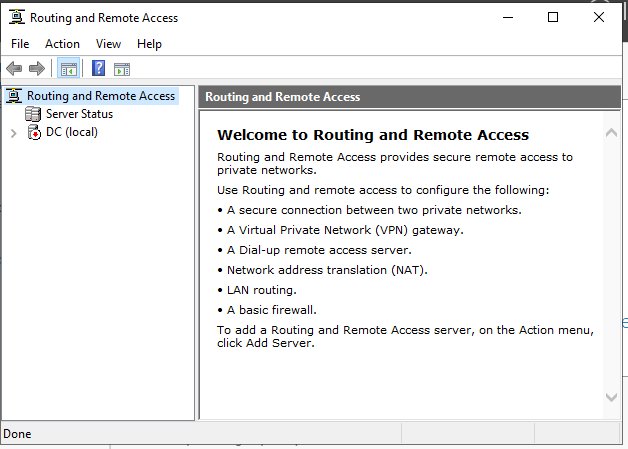 Routing and Remote Access
File Action View Help
Routing and Remote Access
Server Status
DC (local)
Routing and Remote Access
Welcome to Routing and Remote Access
Routing and Remote Access provides secure remote access to
private networks.
Use Routing and remote access to configure the following:
• A secure connection between two private networks.
• A Virtual Private Network (VPN) gateway.
• A Dial-up remote access server.
• Network address translation (NAT).
• LAN routing.
• A basic firewall.
To add a Routing and Remote Access server, on the Action menu,
click Add Server.
Done